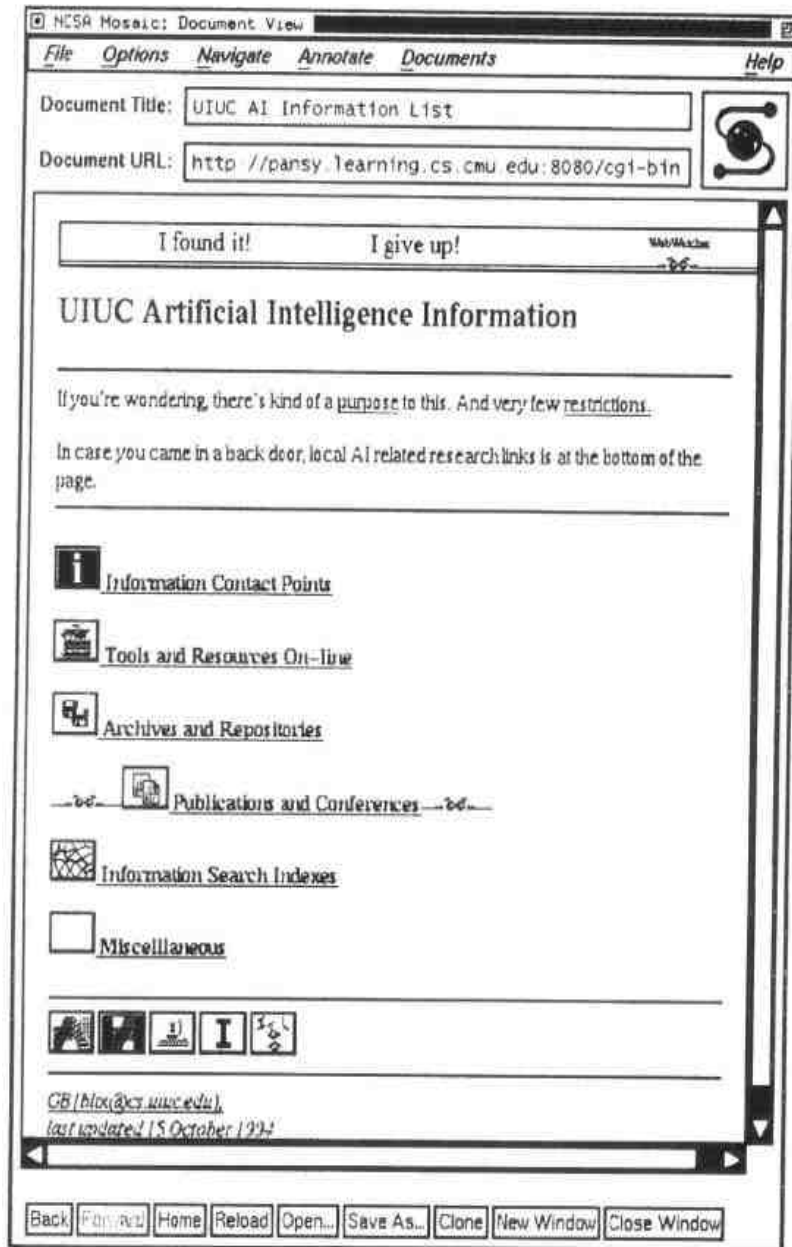 NCSA Mosaic: Document View
File Options Navigate Annotate Documents Help
Document Title: UIUC AI Information List
Document URL: http //pansy.learning.cs.cmu.edu:8080/cgi-bin
I found it! I give up! WebWatcher
UIUC Artificial Intelligence Information
If you're wondering, there's kind of a purpose to this. And very few restrictions.
In case you came in a back door, local AI related research links is at the bottom of the
page.
i Information Contact Points
Tools and Resources On-line
Archives and Repositories
Publications and Conferences
Information Search Indexes
Miscelllaneous
I
last updated 15 October 1994
Back Forward Home Reload Open... Save As... Clone New Window Close Window